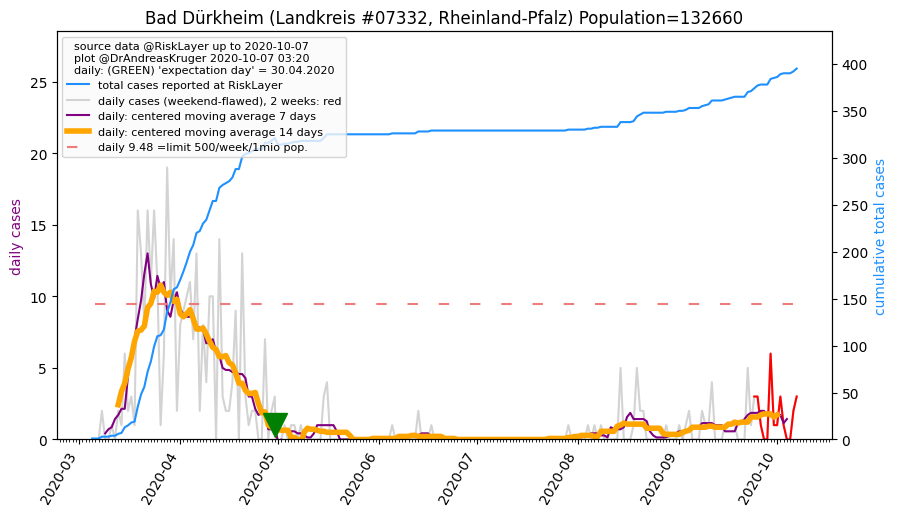 Bad Dürkheim (Landkreis #07332, Rheinland-Pfalz) Population=132660
source data @RiskLayer up to 2020-10-07
plot @DrAndreasKruger 2020-10-07 03:20
daily: (GREEN) 'expectation day' = 30.04.2020
total cases reported at RiskLayer
daily cases (weekend-flawed), 2 weeks: red
daily: centered moving average 7 days
daily: centered moving average 14 days
daily 9.48 =limit 500/week/1mio pop.
daily cases
25
20
15
10
5
0
cumulative total cases
400
350
300
250
200
150
100
50
0
2020-03
2020-04
2020-05
2020-06
2020-07
2020-08
2020-09
2020-10